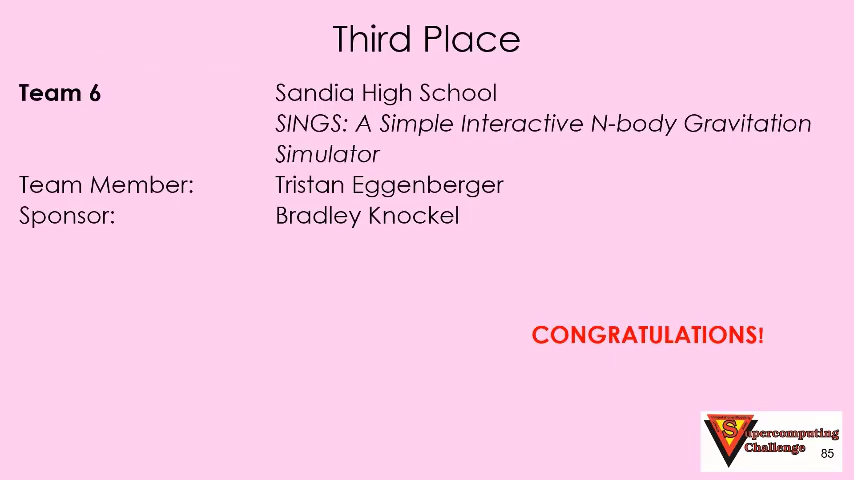 Third Place
Team 6 Sandia High School
SINGS: A Simple Interactive N-body Gravitation
Simulator
Team Member: Tristan Eggenberger
Sponsor: Bradley Knockel
CONGRATULATIONS!
Supercomputing
Challenge 85